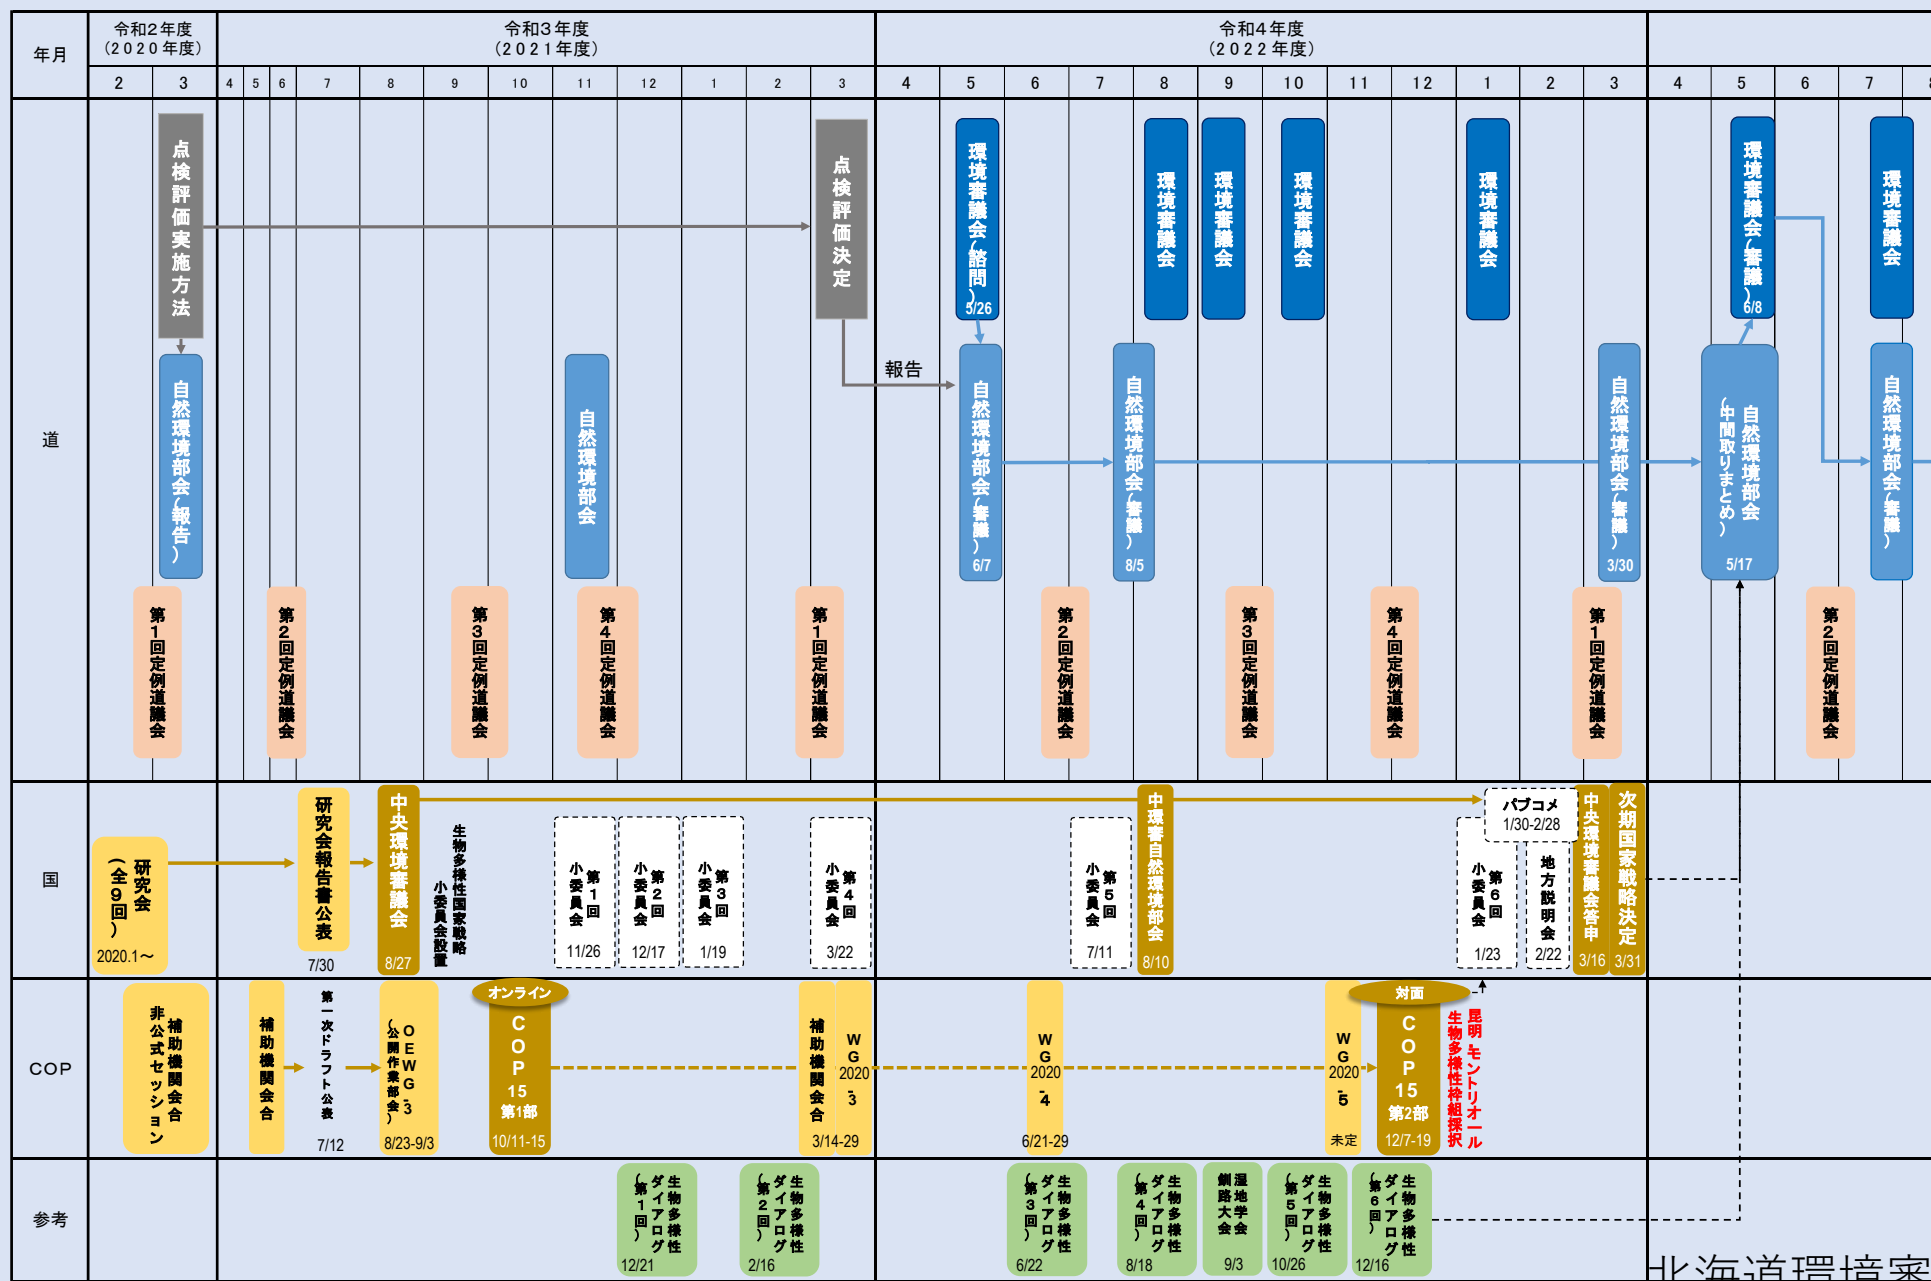 年月
令和2年度
（2020年度）
令和3年度
（2021年度）
令和4年度
（2022年度）
2 3 4 5 6 7 8 9 10 11 12 1 2 3 4 5 6 7 8 9 10 11 12 1 2 3 4 5 6 7
道
点検評価実施方法
点検評価決定
環境審議会（諮問）
5/26
環境審議会
環境審議会
環境審議会
環境審議会
環境審議会（審議）
6/8
環境審議会
報告
自然環境部会（報告）
自然環境部会
自然環境部会（審議）
6/7
自然環境部会（審議）
8/5
自然環境部会（審議）
3/30
自然環境部会
（中間取りまとめ）
5/17
自然環境部会（審議）
第1回定例道議会
第2回定例道議会
第3回定例道議会
第4回定例道議会
第1回定例道議会
第2回定例道議会
第3回定例道議会
第4回定例道議会
第1回定例道議会
第2回定例道議会
国
研究会
（全9回）
2020.1～
研究会報告書公表
7/30
中央環境審議会
8/27
生物多様性国家戦略
小委員会設置
第1回
小委員会
11/26
第2回
小委員会
12/17
第3回
小委員会
1/19
第4回
小委員会
3/22
第5回
小委員会
7/11
中環審自然環境部会
8/10
パブコメ
1/30-2/28
第6回
小委員会
1/23
地方説明会
2/22
中央環境審議会答申
3/16
次期国家戦略決定
3/31
COP
補助機関会合
非公式セッション
補助機関会合
第一次ドラフト公表
7/12
OEWG-3
（公開作業部会）
8/23-9/3
オンライン
COP
15
第1部
10/11-15
補助機関会合
WG
2020
-3
3/14-29
WG
2020
-4
6/21-29
WG
2020
-5
未定
対面
COP
15
第2部
12/7-19
昆明・モントリオール
生物多様性枠組採択
参考
生物多様性
ダイアログ
（第1回）
12/21
生物多様性
ダイアログ
（第2回）
2/16
生物多様性
ダイアログ
（第3回）
6/22
生物多様性
ダイアログ
（第4回）
8/18
湿地学会
釧路大会
9/3
生物多様性
ダイアログ
（第5回）
10/26
生物多様性
ダイアログ
（第6回）
12/16
北海道環境審